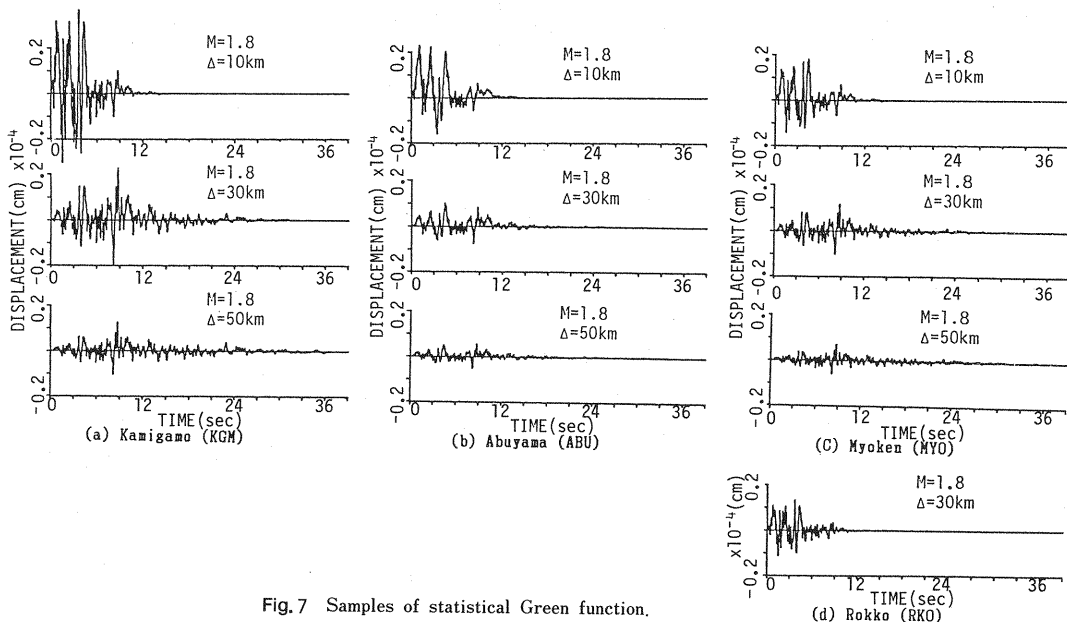 DISPLACEMENT(cm) ×10⁻⁴
0.2
-0.2
M=1.8
Δ=10km
0 12 24 36
0.2
-0.2
M=1.8
Δ=30km
0 12 24 36
0.2
-0.2
M=1.8
Δ=50km
0 12 24 36
TIME(sec)
(a) Kamigamo (KGM)
DISPLACEMENT(cm) ×10⁻⁴
0.2
-0.2
M=1.8
Δ=10km
0 12 24 36
0.2
-0.2
M=1.8
Δ=30km
0 12 24 36
0.2
-0.2
M=1.8
Δ=50km
0 12 24 36
TIME(sec)
(b) Abuyama (ABU)
DISPLACEMENT(cm) ×10⁻⁴
0.2
-0.2
M=1.8
Δ=10km
0 12 24 36
0.2
-0.2
M=1.8
Δ=30km
0 12 24 36
0.2
-0.2
M=1.8
Δ=50km
0 12 24 36
TIME(sec)
(C) Myoken (MYO)
×10⁻⁴(cm)
0.2
-0.2
M=1.8
Δ=30km
0 12 24 36
TIME(sec)
(d) Rokko (RKO)
Fig. 7 Samples of statistical Green function.